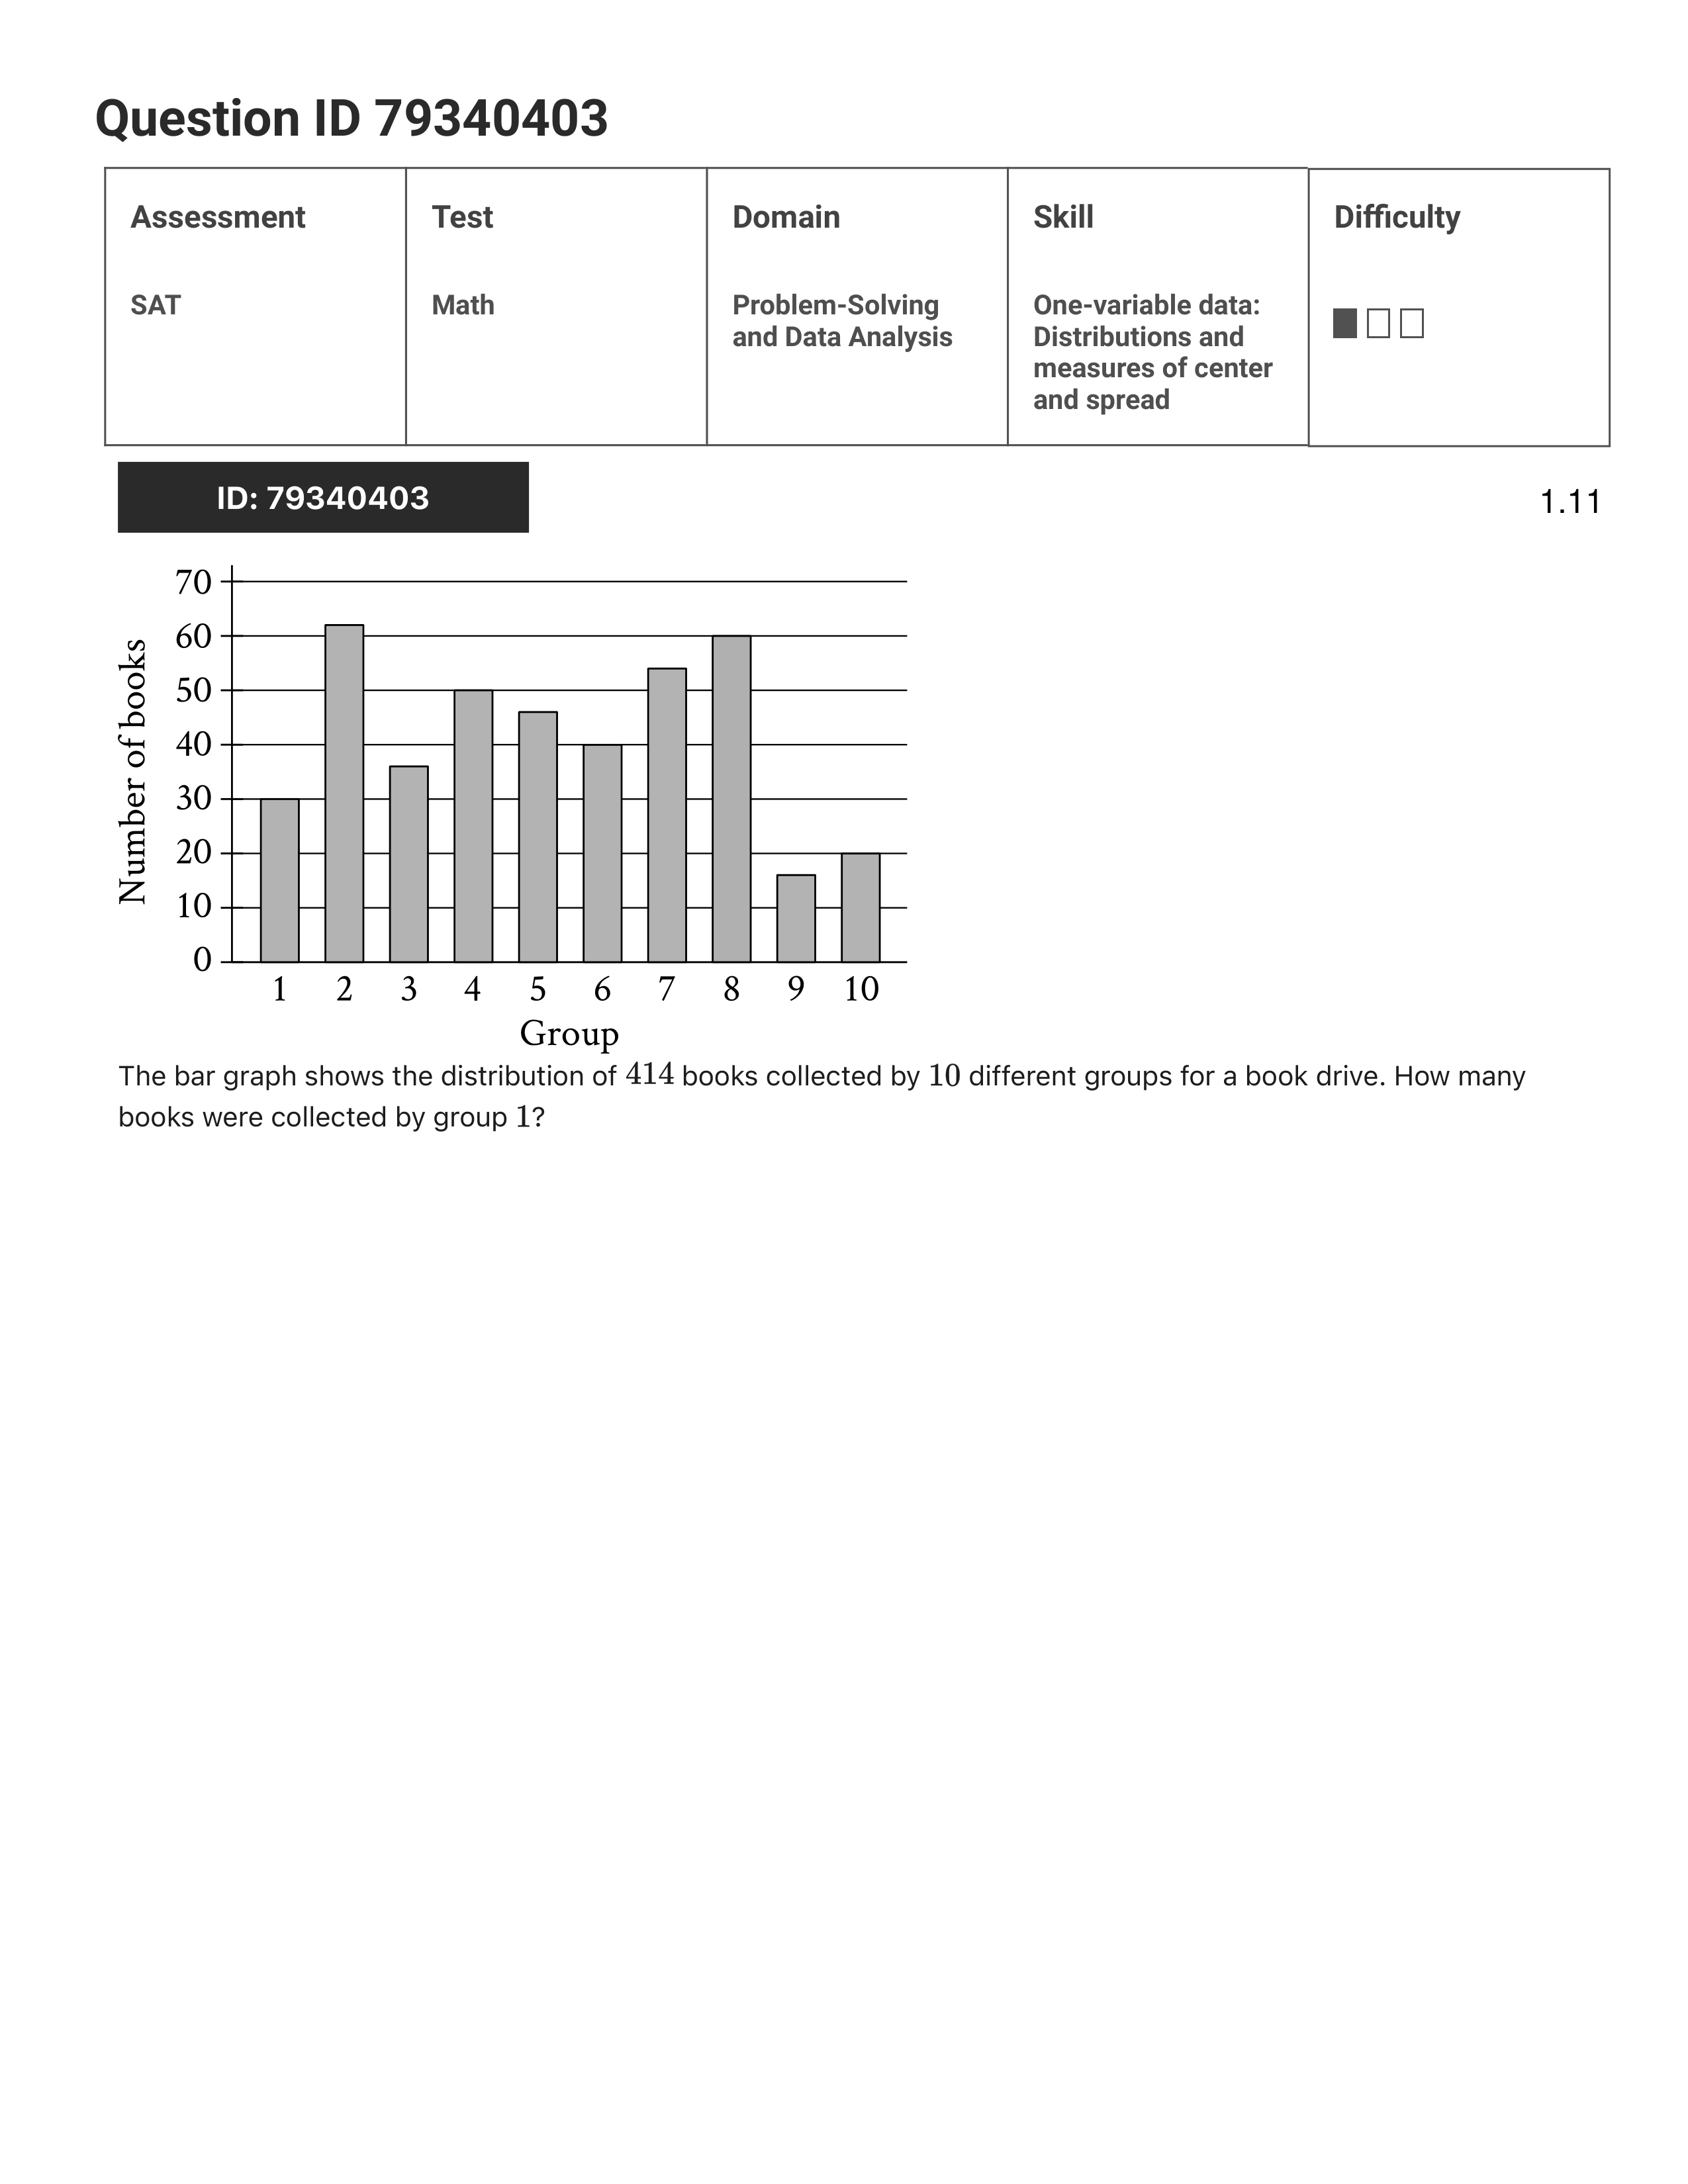 Question ID 79340403
Assessment
Test
Domain
Skill
Difficulty
SAT
Math
Problem-Solving
and Data Analysis
One-variable data:
Distributions and
measures of center
and spread
ID: 79340403
1.11
70
60
50
40
30
20
10
0
Number of books
1 2 3 4 5 6 7 8 9 10
Group
The bar graph shows the distribution of 414 books collected by 10 different groups for a book drive. How many
books were collected by group 1?